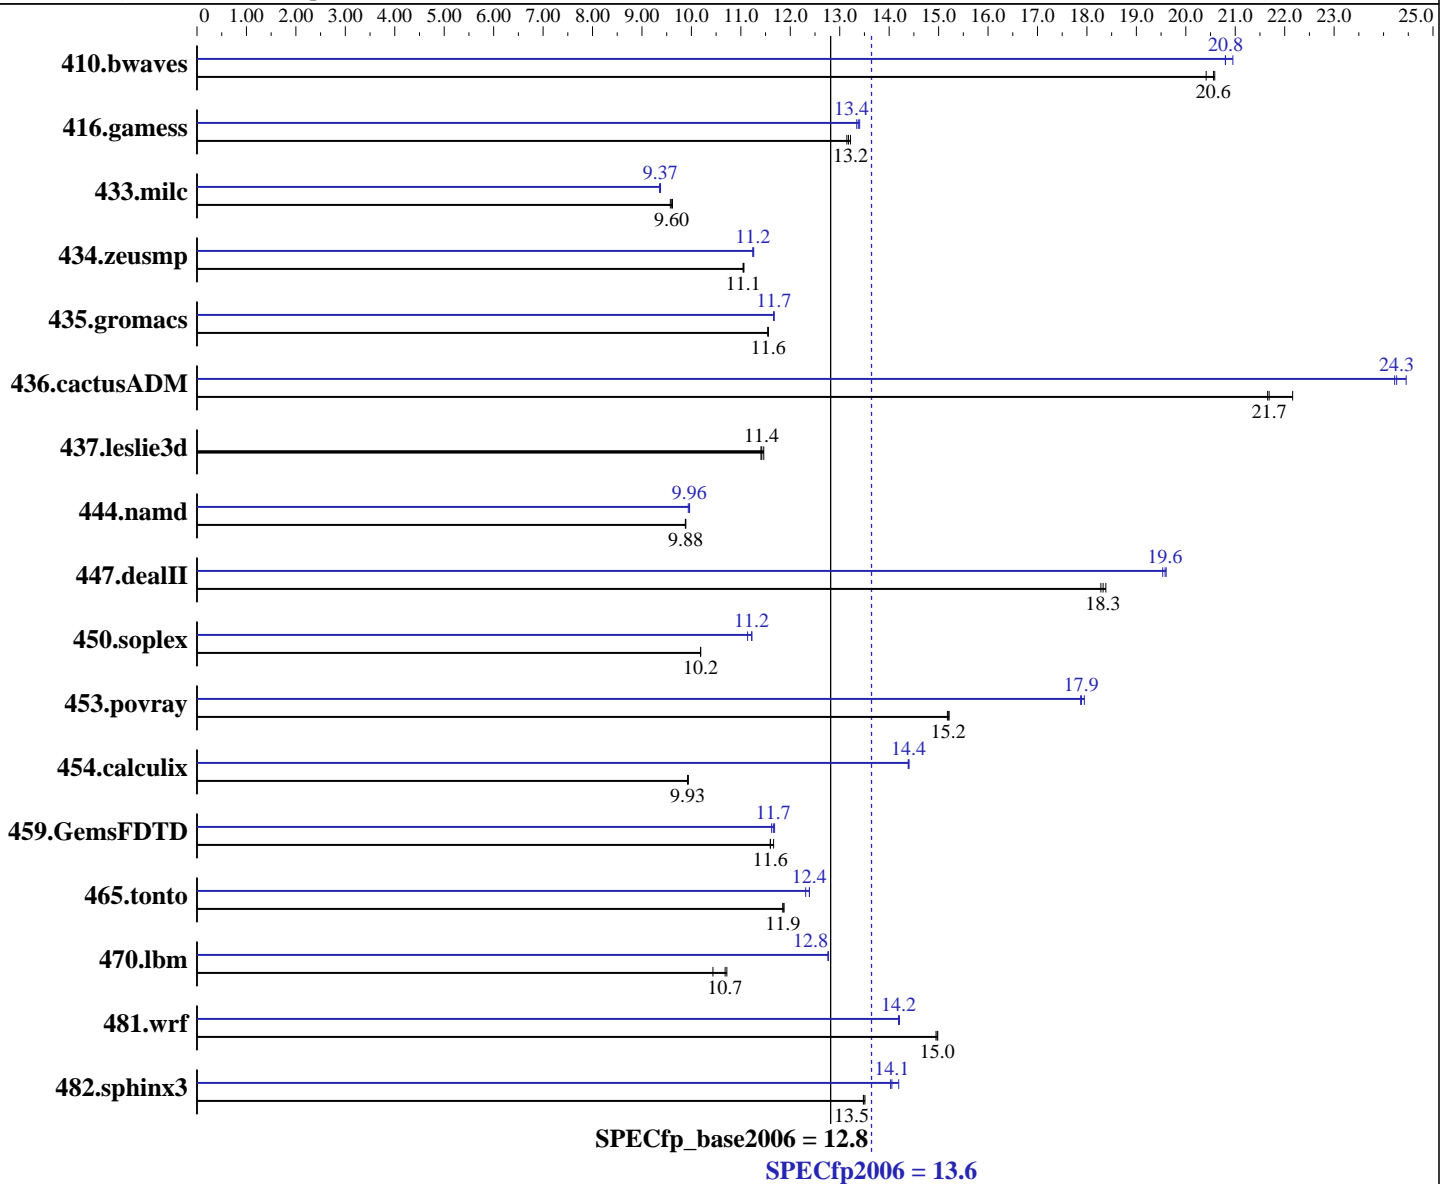 0 1.00 2.00 3.00 4.00 5.00 6.00 7.00 8.00 9.00 10.0 11.0 12.0 13.0 14.0 15.0 16.0 17.0 18.0 19.0 20.0 21.0 22.0 23.0 25.0
20.8
410.bwaves
20.6
13.4
416.gamess
13.2
9.37
433.milc
9.60
11.2
434.zeusmp
11.1
11.7
435.gromacs
11.6
24.3
436.cactusADM
21.7
11.4
437.leslie3d
9.96
444.namd
9.88
19.6
447.dealII
18.3
11.2
450.soplex
10.2
17.9
453.povray
15.2
14.4
454.calculix
9.93
11.7
459.GemsFDTD
11.6
12.4
465.tonto
11.9
12.8
470.lbm
10.7
14.2
481.wrf
15.0
14.1
482.sphinx3
13.5
SPECfp_base2006 = 12.8
SPECfp2006 = 13.6